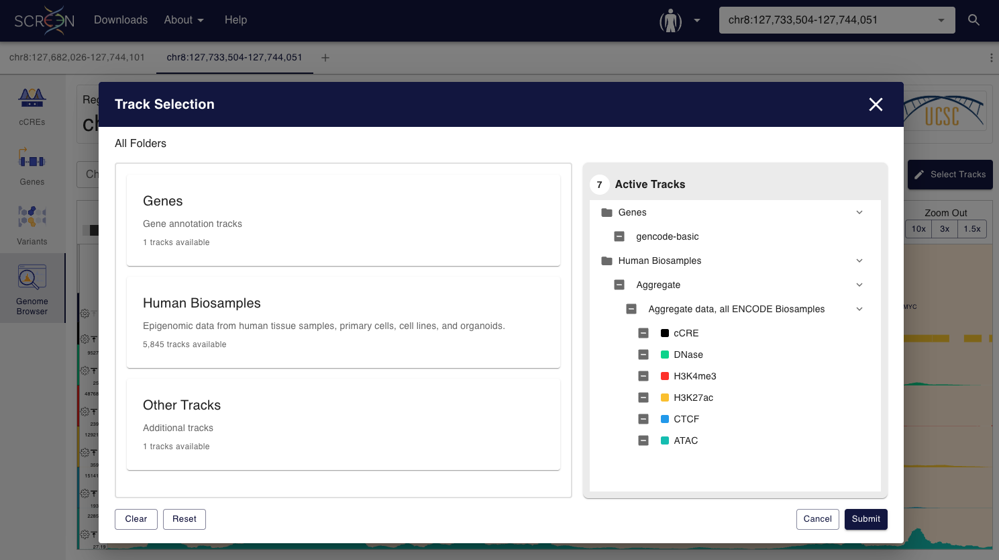 SCREEN Downloads About Help chr8:127,733,504-127,744,051
chr8:127,682,026-127,744,101 chr8:127,733,504-127,744,051
cCREs
Genes
Variants
Genome
Browser
UCSC
Select Tracks
Zoom Out
10x 3x 1.5x
MYC
Track Selection
All Folders
Genes
Gene annotation tracks
1 tracks available
Human Biosamples
Epigenomic data from human tissue samples, primary cells, cell lines, and organoids.
5,845 tracks available
Other Tracks
Additional tracks
1 tracks available
7 Active Tracks
Genes
gencode-basic
Human Biosamples
Aggregate
Aggregate data, all ENCODE Biosamples
cCRE
DNase
H3K4me3
H3K27ac
CTCF
ATAC
Clear Reset Cancel Submit
27.19